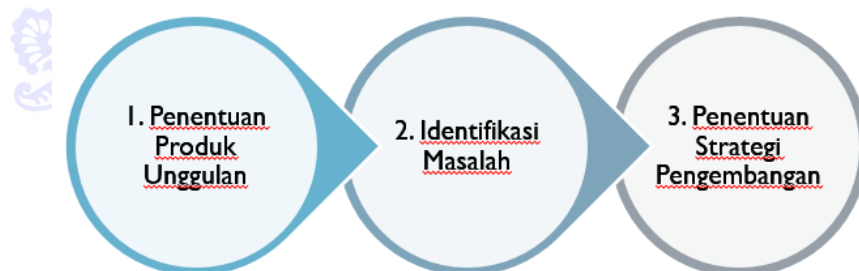 1. Penentuan
Produk
Unggulan
2. Identifikasi
Masalah
3. Penentuan
Strategi
Pengembangan